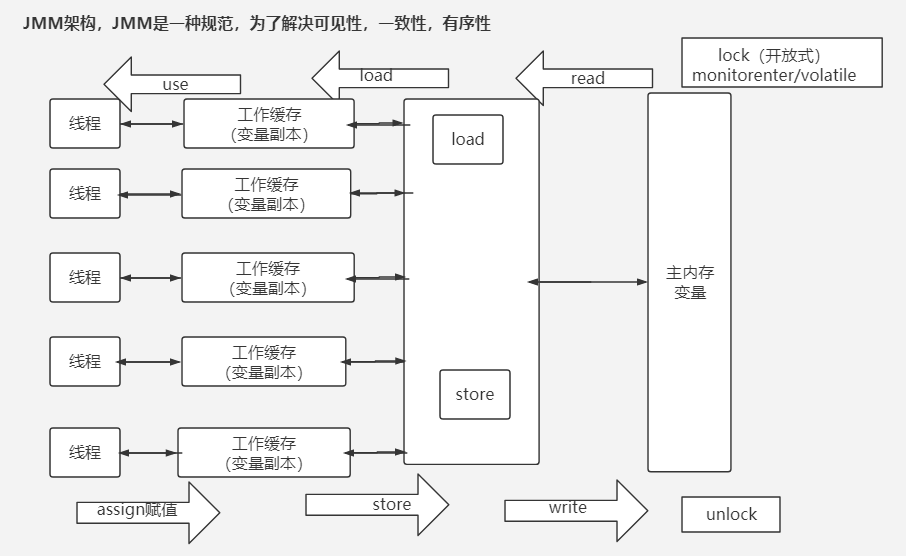 JMM架构，JMM是一种规范，为了解决可见性，一致性，有序性
use
load
read
lock（开放式）
monitorenter/volatile
线程
工作缓存
（变量副本）
load
线程
工作缓存
（变量副本）
线程
工作缓存
（变量副本）
主内存
变量
线程
工作缓存
（变量副本）
store
线程
工作缓存
（变量副本）
assign赋值
store
write
unlock